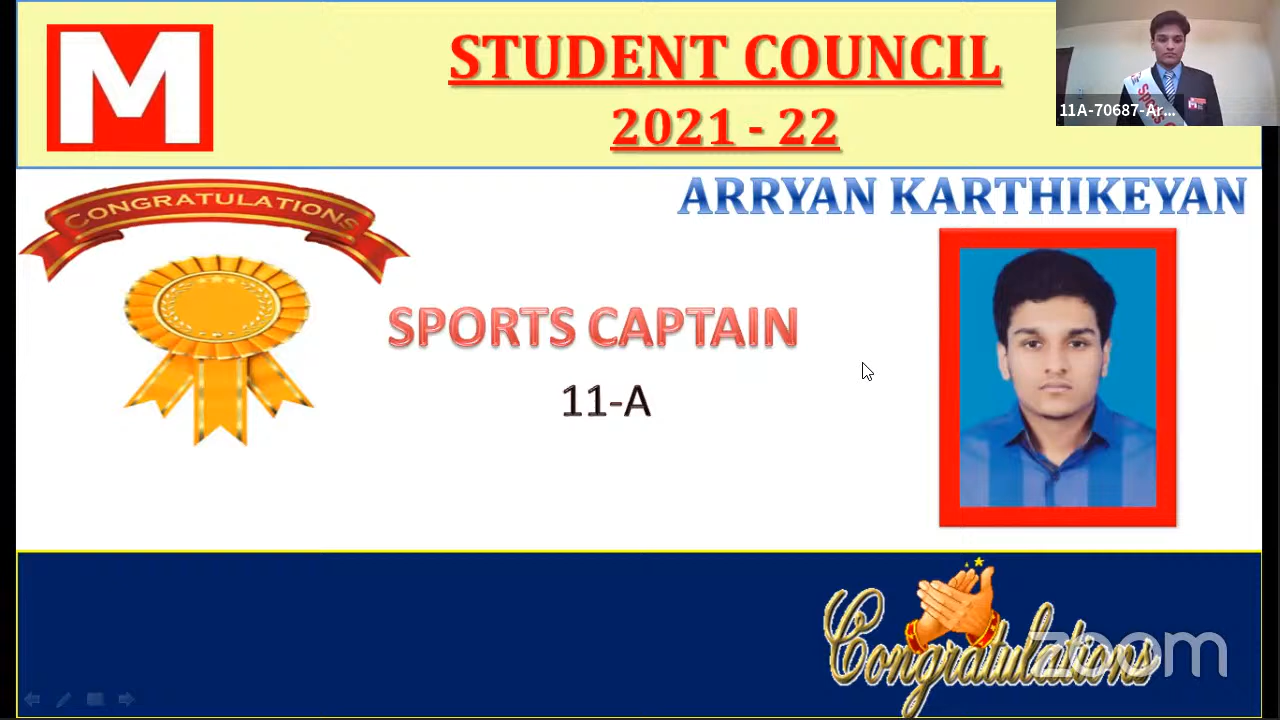 M
STUDENT COUNCIL
2021 - 22
11A-70687-Ar...
CONGRATULATIONS
ARRYAN KARTHIKEYAN
SPORTS CAPTAIN
11-A
Congratulations
zoom